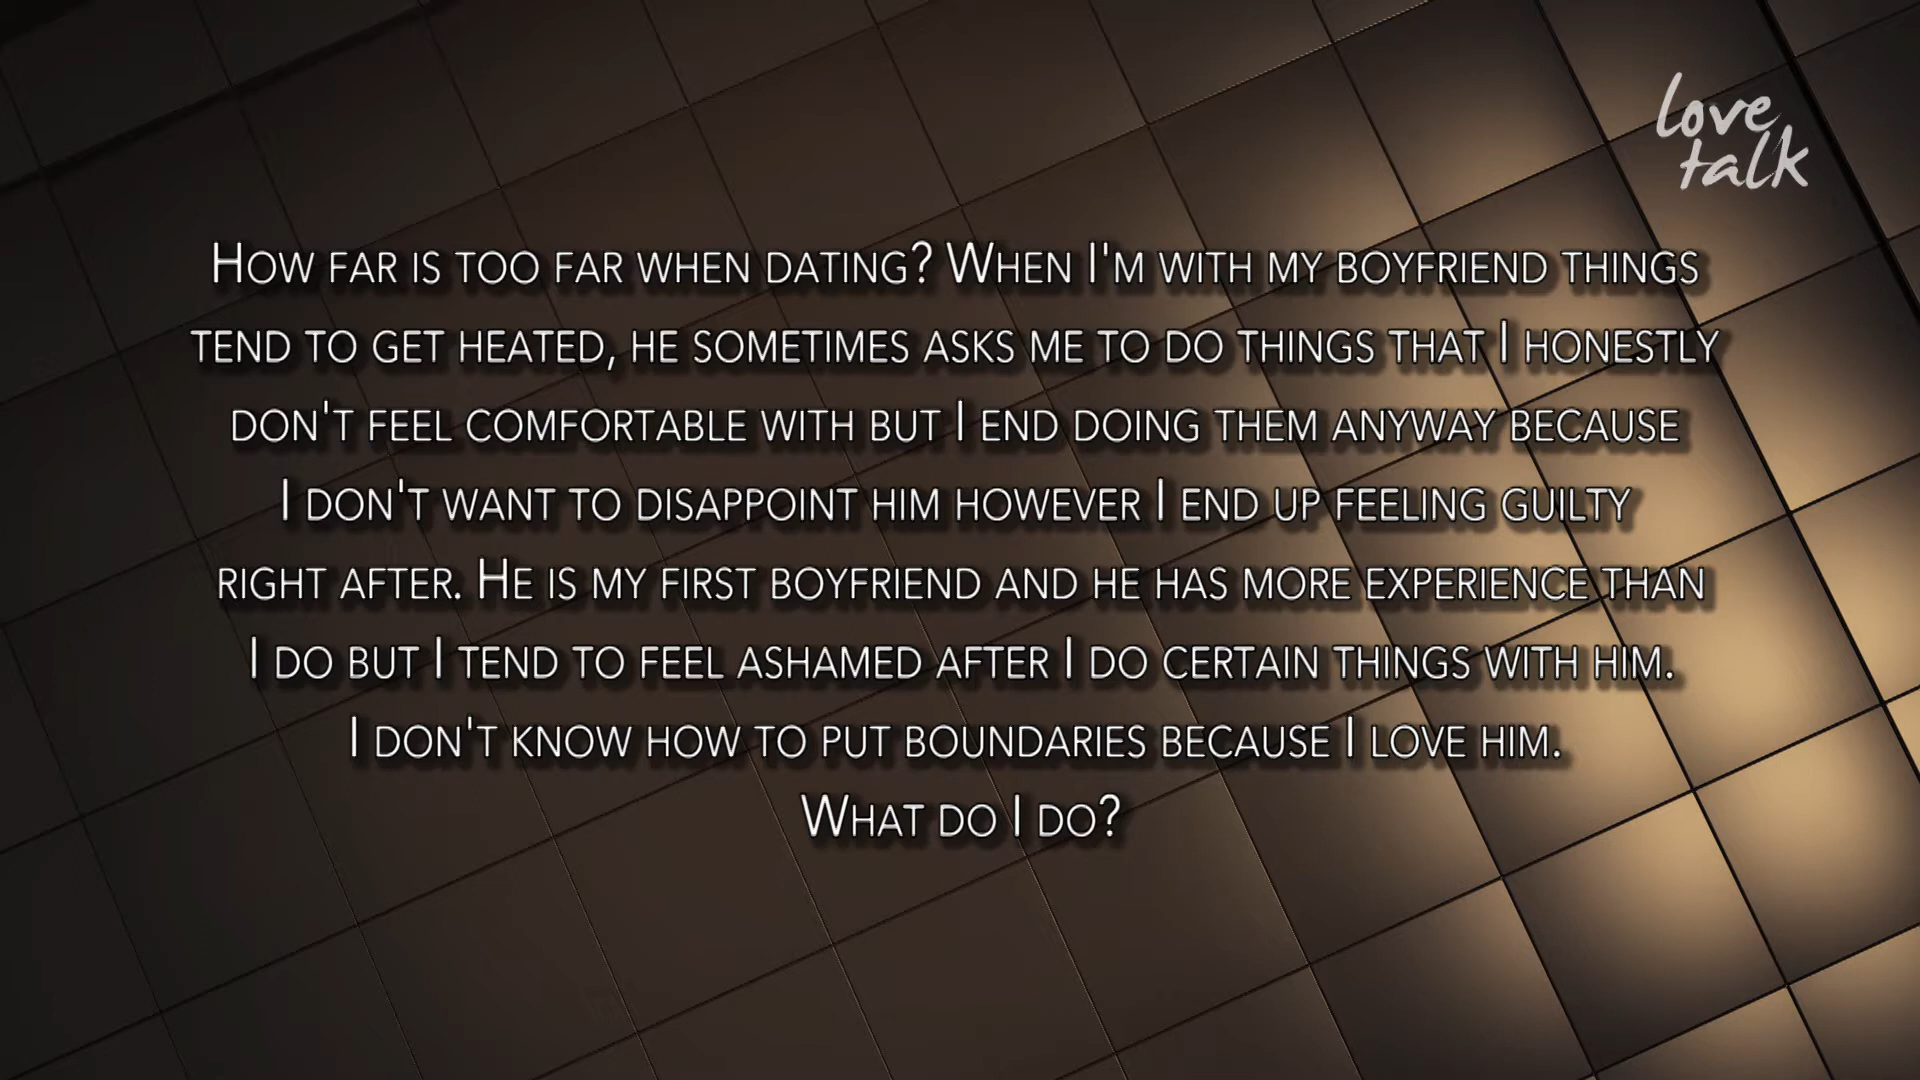 love
talk
How far is too far when dating? When I'm with my boyfriend things
tend to get heated, he sometimes asks me to do things that I honestly
don't feel comfortable with but I end doing them anyway because
I don't want to disappoint him however I end up feeling guilty
right after. He is my first boyfriend and he has more experience than
I do but I tend to feel ashamed after I do certain things with him.
I don't know how to put boundaries because I love him.
What do I do?